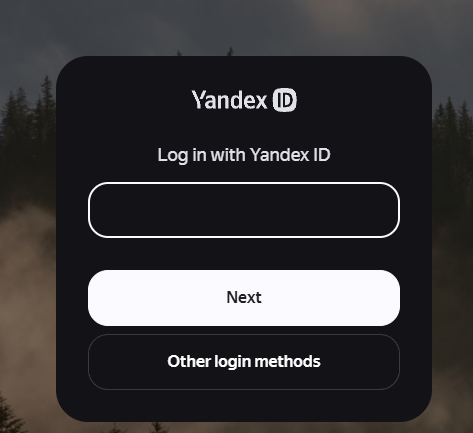 Yandex ID
Log in with Yandex ID
Next
Other login methods